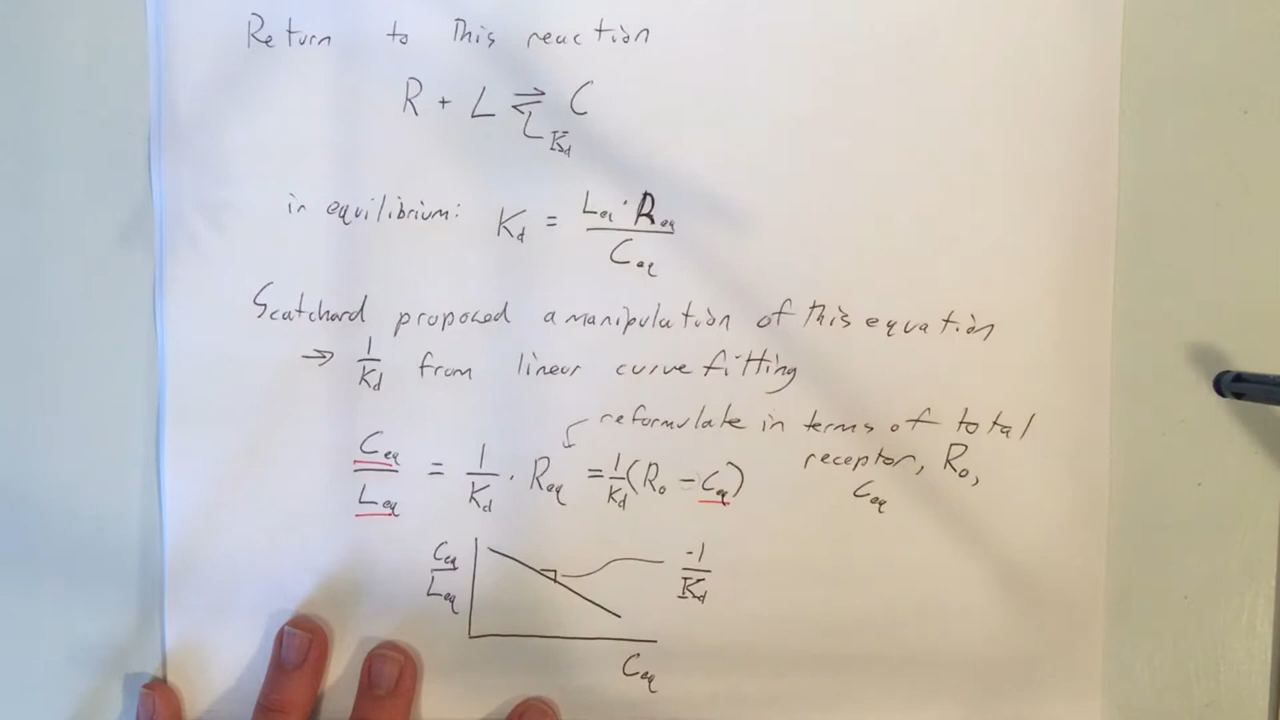 Return to this reaction
R + L ⇌ C
Kd
in equilibrium: Kd = Leq · Req / Ceq
Scatchard proposed a manipulation of this equation
⇒ 1/Kd from linear curve fitting
reformulate in terms of total
receptor, Ro,
Ceq
Ceq/Leq = 1/Kd · Req = 1/Kd (Ro - Ceq)
Ceq/Leq
-1/Kd
Ceq